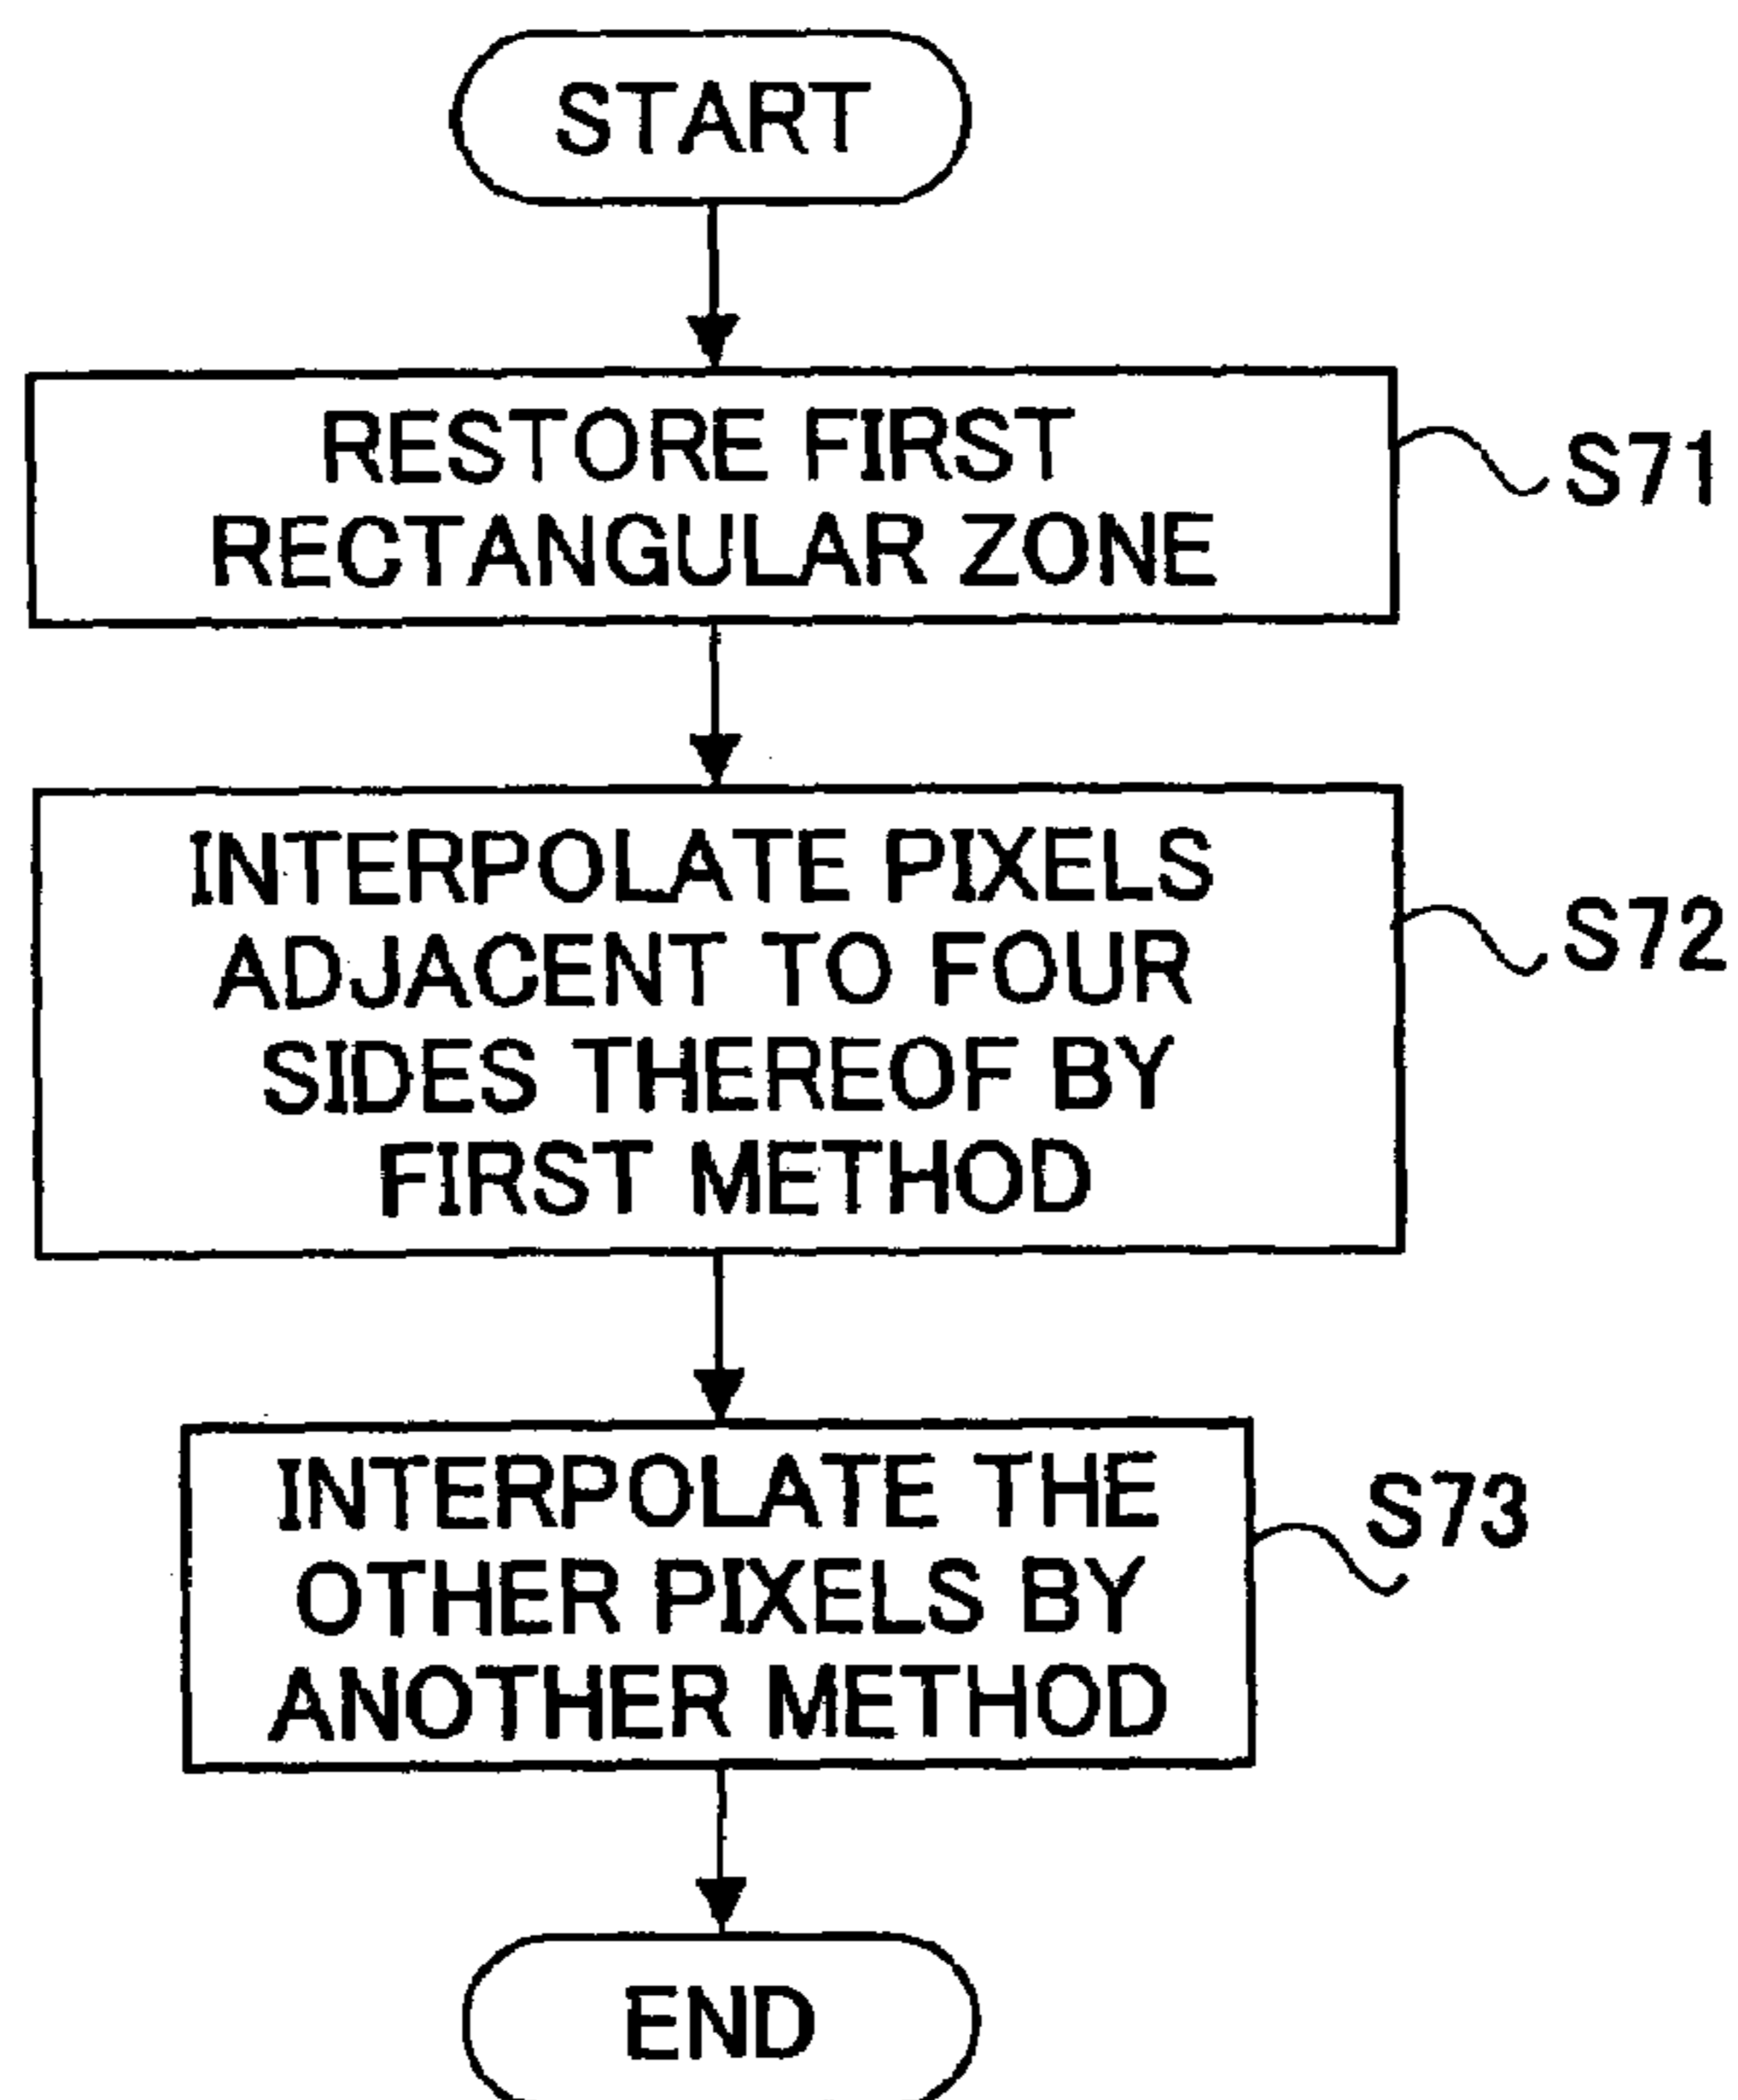 START
RESTORE FIRST
RECTANGULAR ZONE
S71
INTERPOLATE PIXELS
ADJACENT TO FOUR
SIDES THEREOF BY
FIRST METHOD
S72
INTERPOLATE THE
OTHER PIXELS BY
ANOTHER METHOD
S73
END